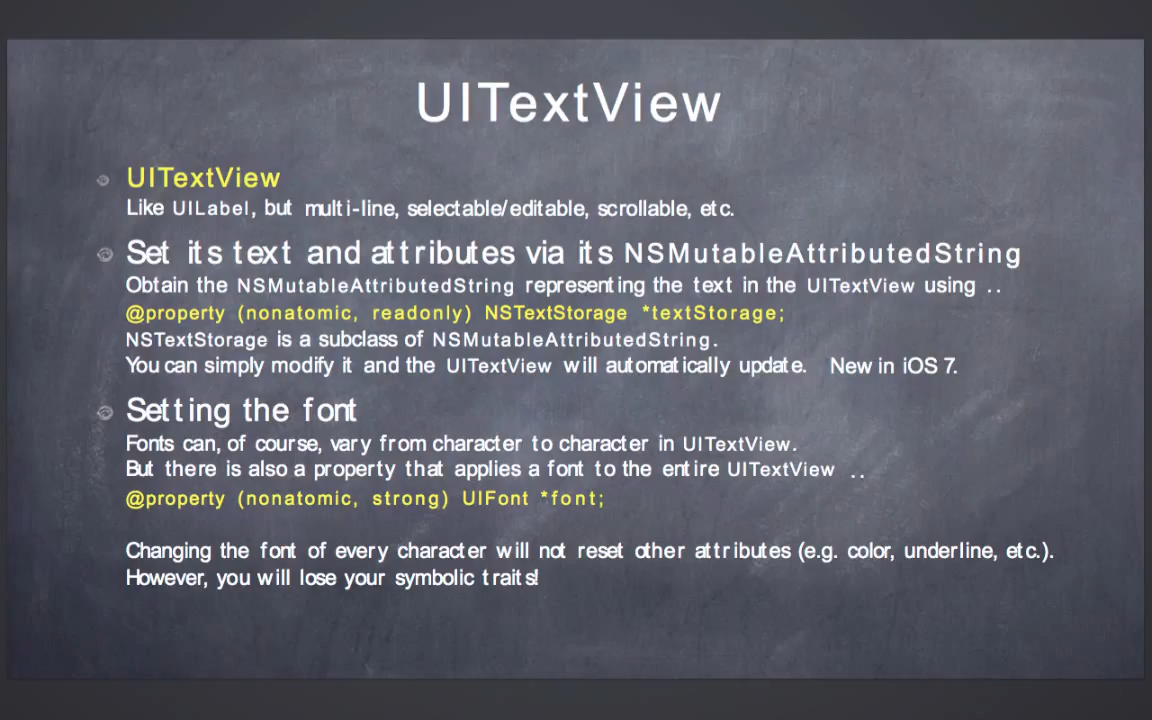 UITextView
UITextView
Like UILabel, but multi-line, selectable/editable, scrollable, etc.
Set its text and attributes via its NSMutableAttributedString
Obtain the NSMutableAttributedString representing the text in the UITextView using ..
@property (nonatomic, readonly) NSTextStorage *textStorage;
NSTextStorage is a subclass of NSMutableAttributedString.
You can simply modify it and the UITextView will automatically update. New in iOS 7.
Setting the font
Fonts can, of course, vary from character to character in UITextView.
But there is also a property that applies a font to the entire UITextView ..
@property (nonatomic, strong) UIFont *font;
Changing the font of every character will not reset other attributes (e.g. color, underline, etc.).
However, you will lose your symbolic traits!